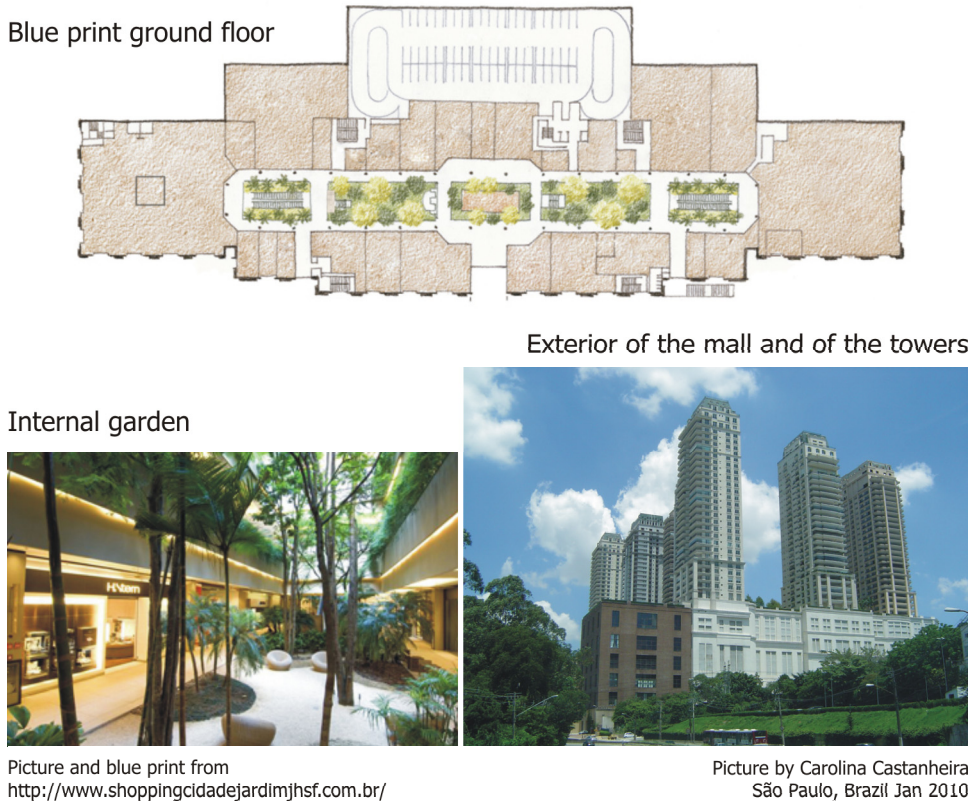 Blue print ground floor
Exterior of the mall and of the towers
Internal garden
H.Stern
Picture and blue print from
http://www.shoppingcidadejardimjhsf.com.br/
Picture by Carolina Castanheira
São Paulo, Brazil Jan 2010